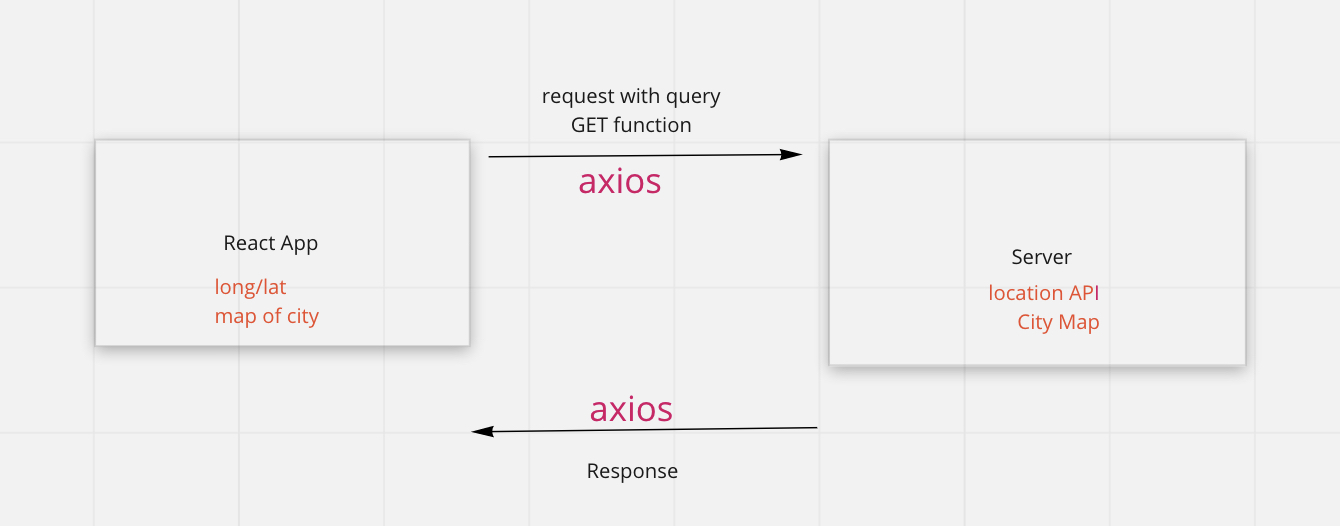 request with query
GET function
axios
React App
long/lat
map of city
Server
location API
City Map
axios
Response